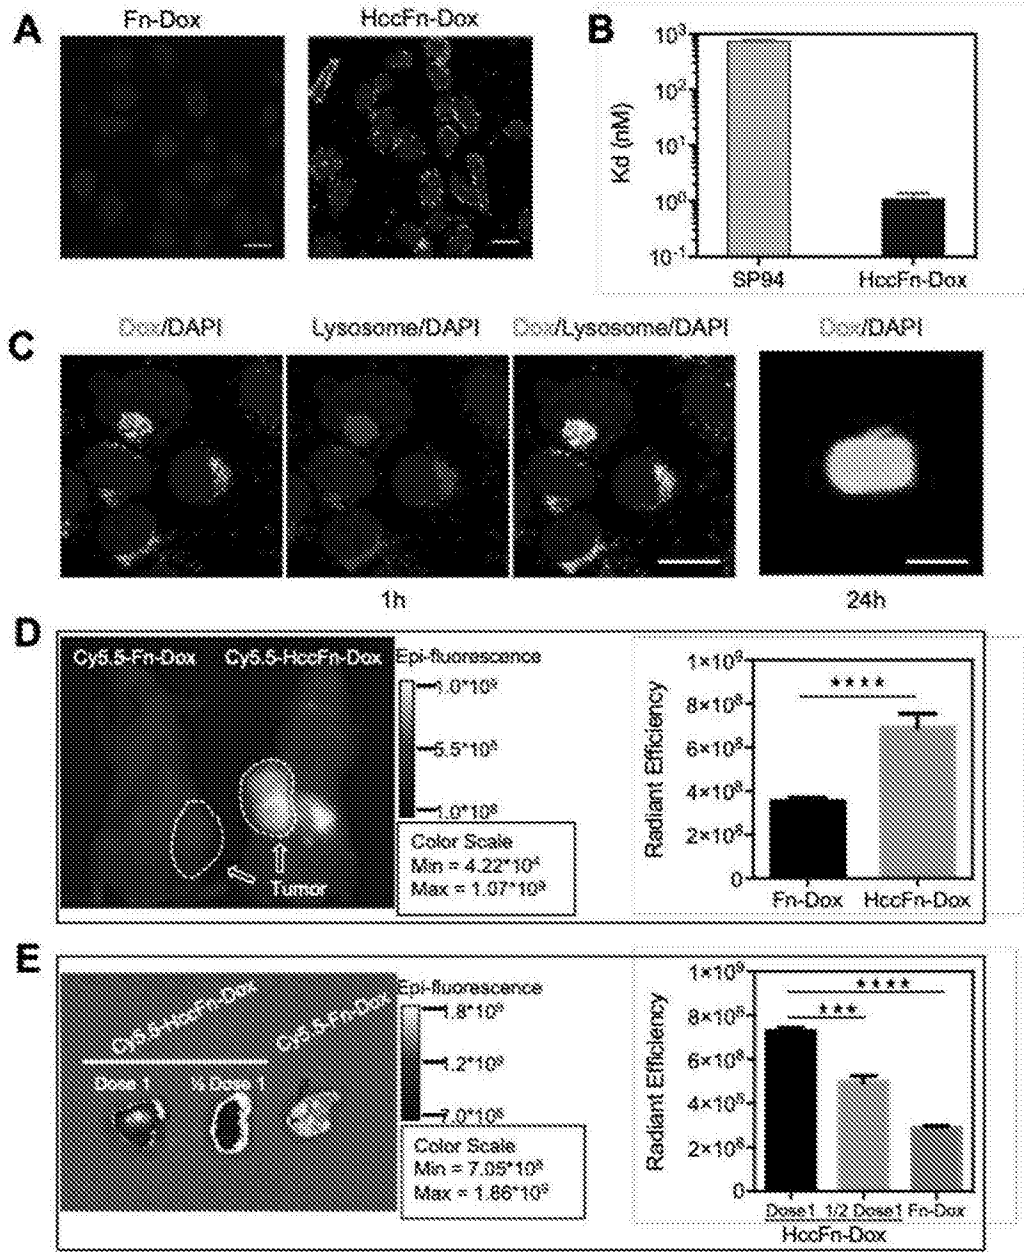 A
Fn-Dox
HccFn-Dox
B
Kd (nM)
10³
10²
10¹
10⁰
10⁻¹
SP94
HccFn-Dox
C
Dox/DAPI
Lysosome/DAPI
Dox/Lysosome/DAPI
Dox/DAPI
1h
24h
D
Cy5.5-Fn-Dox
Cy5.5-HccFn-Dox
Tumor
Epi-fluorescence
1.0*10⁹
5.5*10⁸
1.0*10⁸
Color Scale
Min = 4.22*10⁴
Max = 1.07*10⁹
Radiant Efficiency
1×10⁹
8×10⁸
6×10⁸
4×10⁸
2×10⁸
0
****
Fn-Dox
HccFn-Dox
E
Cy5.5-HccFn-Dox
Cy5.5-Fn-Dox
Dose 1
½ Dose 1
Epi-fluorescence
1.8*10⁹
1.2*10⁹
7.0*10⁸
Color Scale
Min = 7.05*10⁸
Max = 1.86*10⁹
Radiant Efficiency
1×10⁹
8×10⁸
6×10⁸
4×10⁸
2×10⁸
0
****
***
Dose1 1/2 Dose1 Fn-Dox
HccFn-Dox